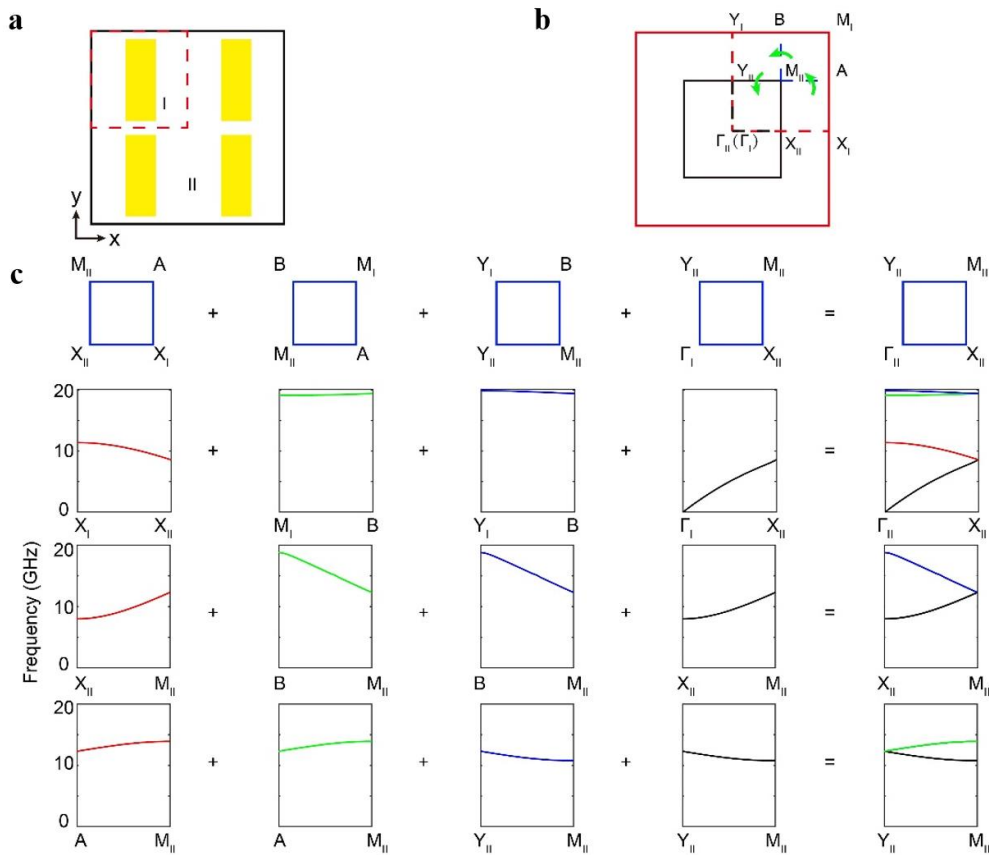 a
b
I
II
y
x
Y_I B M_I
Y_II M_II A
Γ_II(Γ_I) X_II X_I
c
M_II A B M_I Y_I B Y_II M_II Y_II M_II
+ + + =
X_II X_I M_II A Y_II M_II Γ_I X_II Γ_II X_II
Frequency (GHz)
20
10 + + + =
0
X_I X_II M_I B Y_I B Γ_I X_II Γ_II X_II
20
10 + + + =
0
X_II M_II B M_II B M_II X_II M_II X_II M_II
20
10 + + + =
0
A M_II A M_II Y_II M_II Y_II M_II Y_II M_II